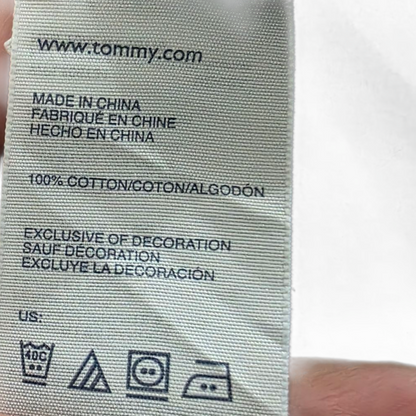 www.tommy.com
MADE IN CHINA
FABRIQUÉ EN CHINE
HECHO EN CHINA
100% COTTON/COTON/ALGODÓN
EXCLUSIVE OF DECORATION
SAUF DÉCORATION
EXCLUYE LA DECORACIÓN
US:
40C